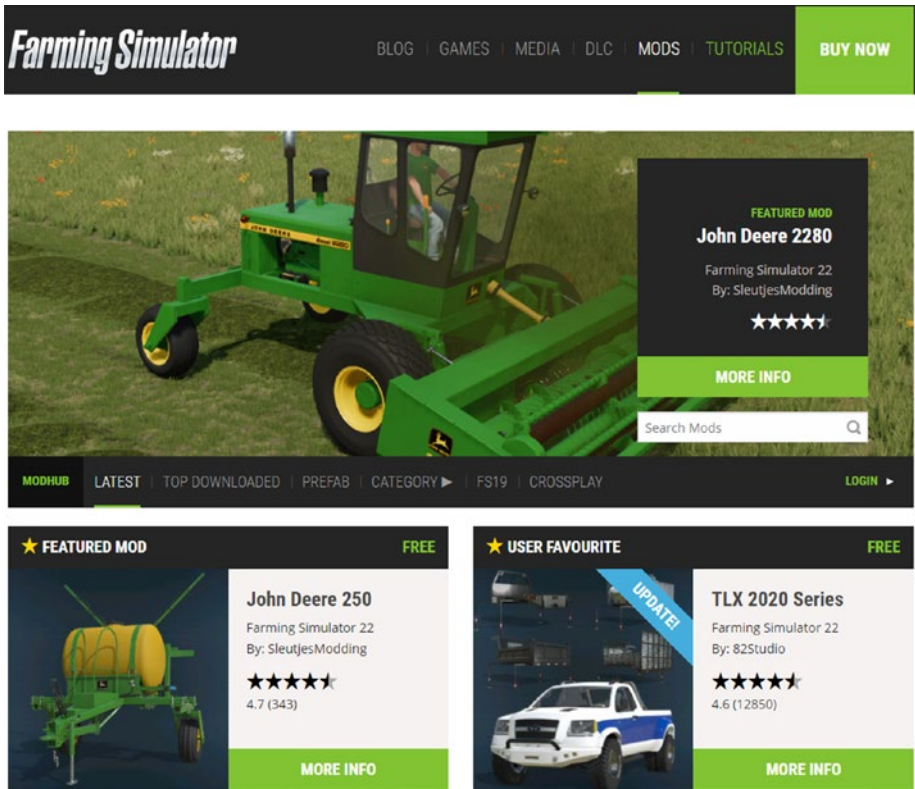 Farming Simulator
BLOG | GAMES | MEDIA | DLC | MODS | TUTORIALS
BUY NOW
FEATURED MOD
John Deere 2280
Farming Simulator 22
By: SleutjesModding
MORE INFO
Search Mods
MODHUB
LATEST | TOP DOWNLOADED | PREFAB | CATEGORY ▶ | FS19 | CROSSPLAY
LOGIN ▶
FEATURED MOD
FREE
John Deere 250
Farming Simulator 22
By: SleutjesModding
4.7 (343)
MORE INFO
USER FAVOURITE
FREE
UPDATE!
TLX 2020 Series
Farming Simulator 22
By: 82Studio
4.6 (12850)
MORE INFO